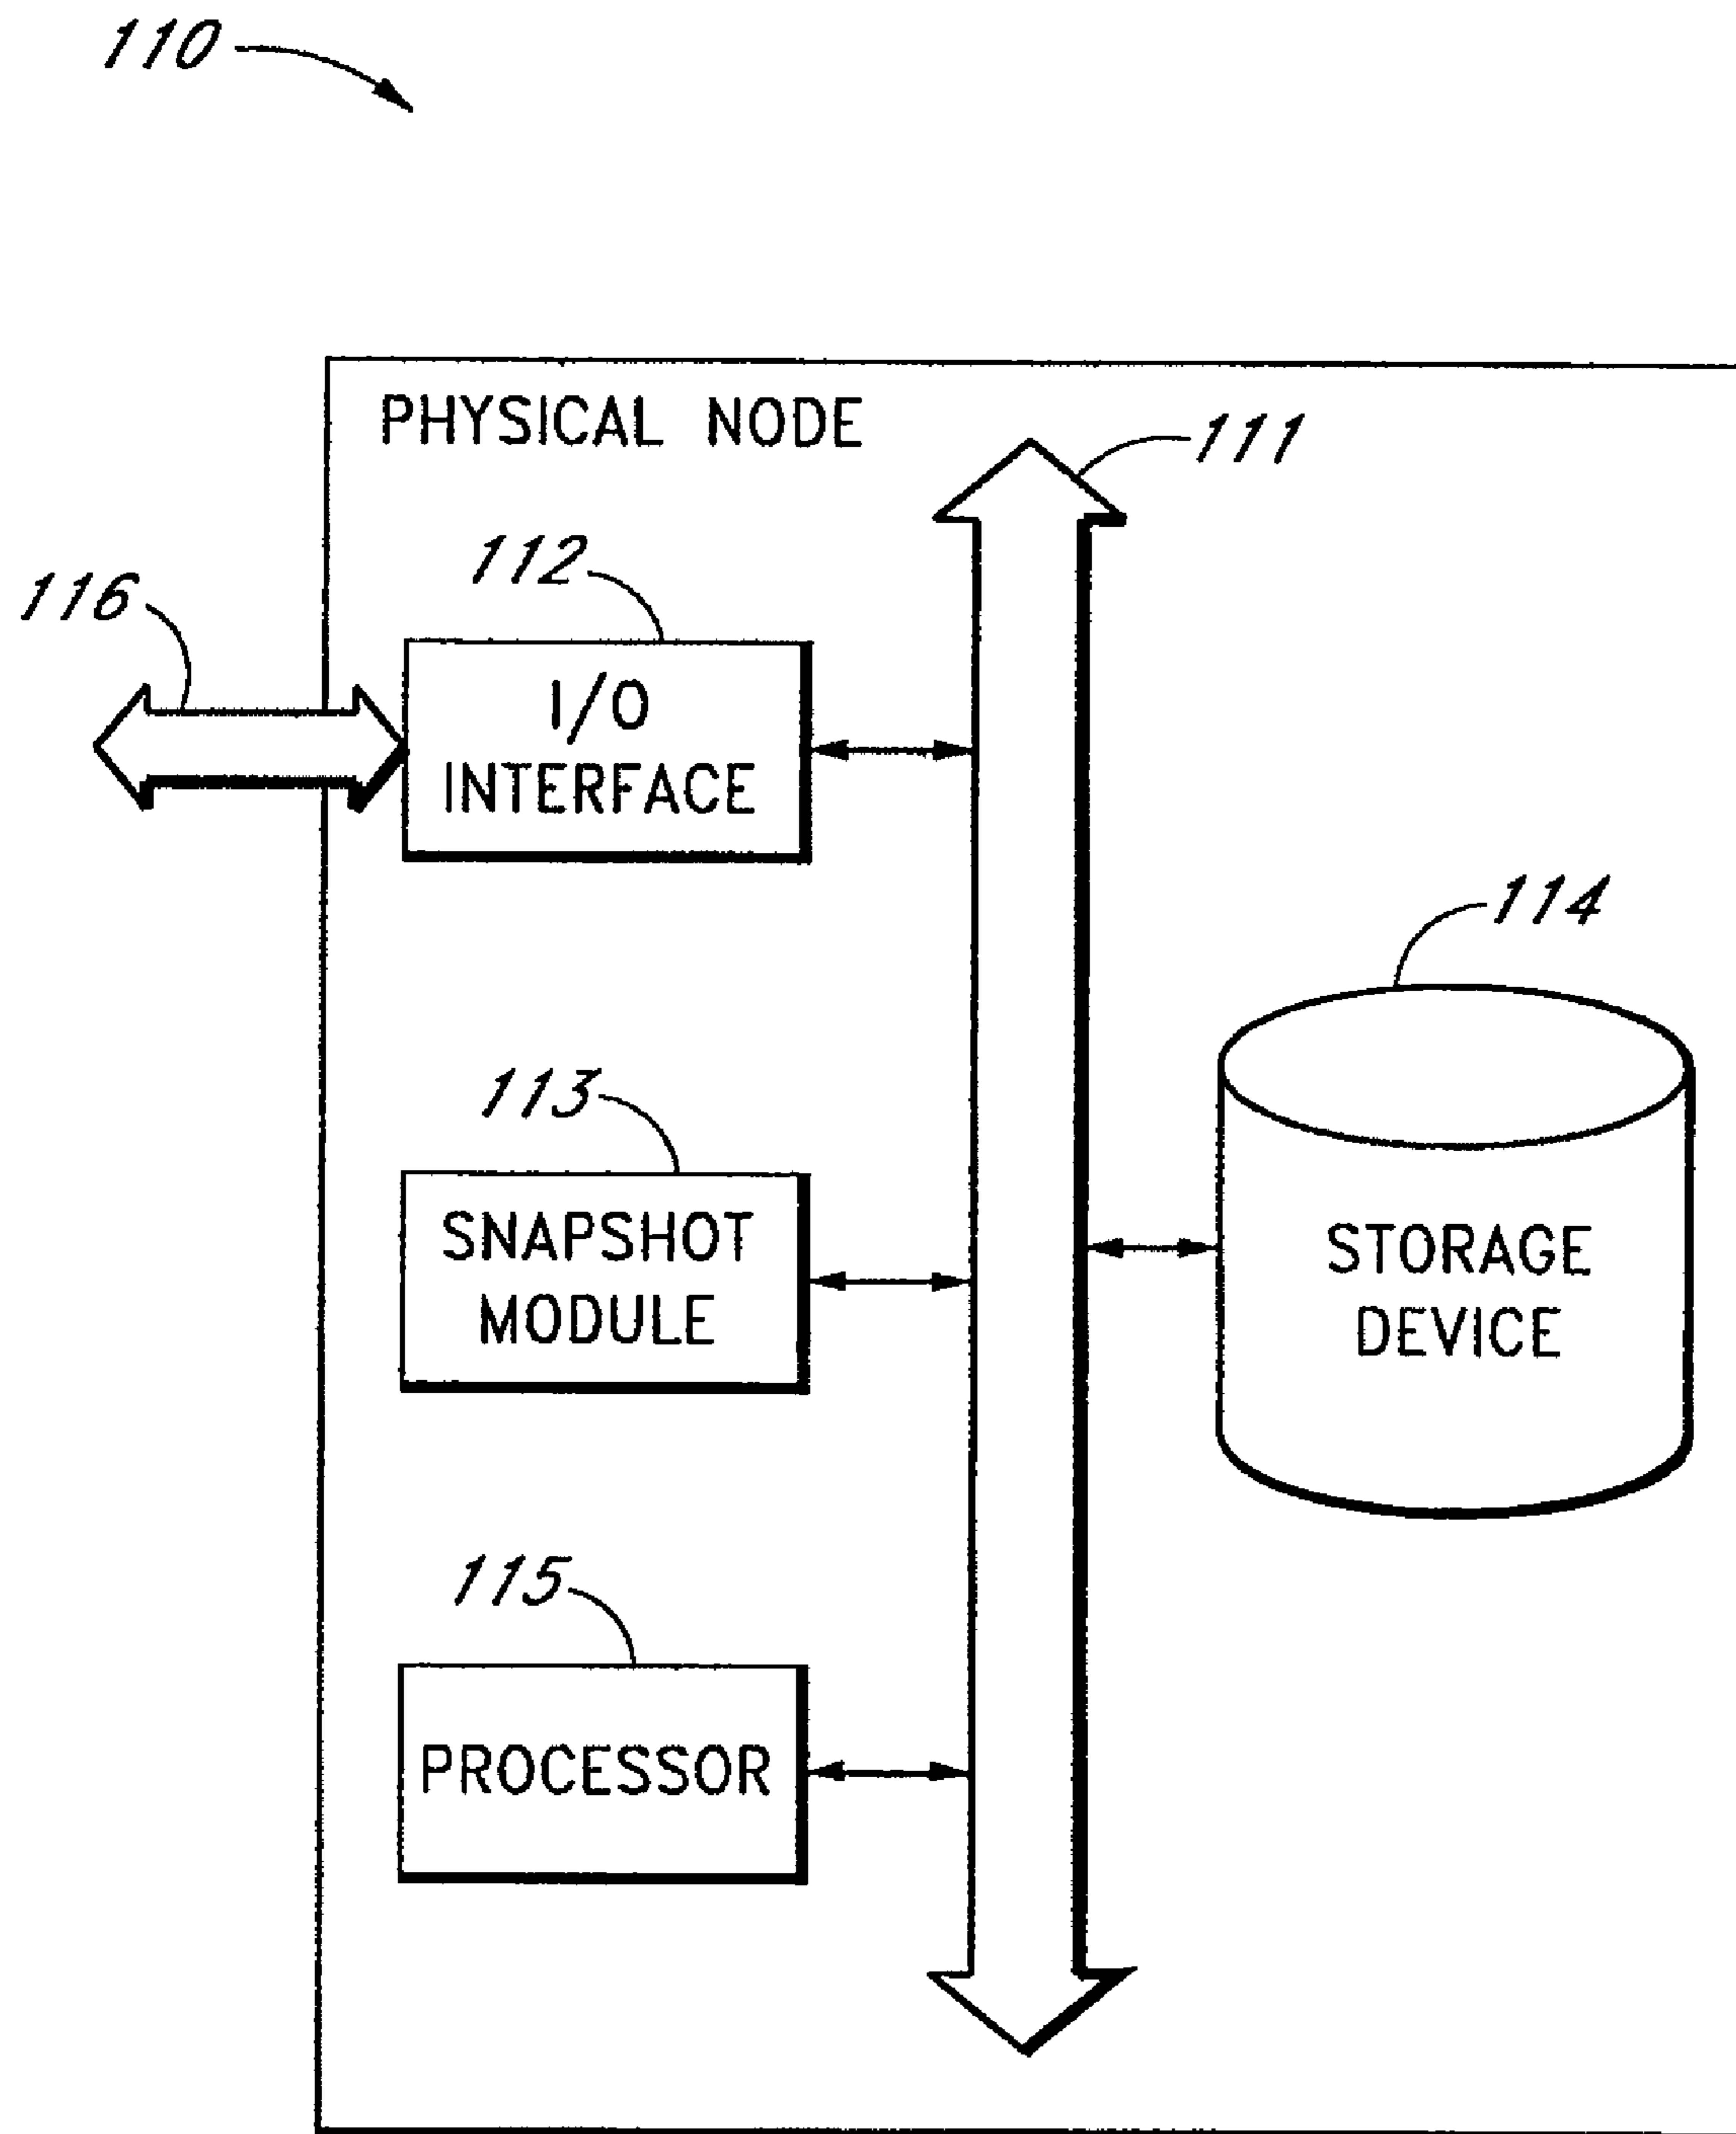 110
PHYSICAL NODE
111
112
116
I/O
INTERFACE
114
113
SNAPSHOT
MODULE
STORAGE
DEVICE
115
PROCESSOR